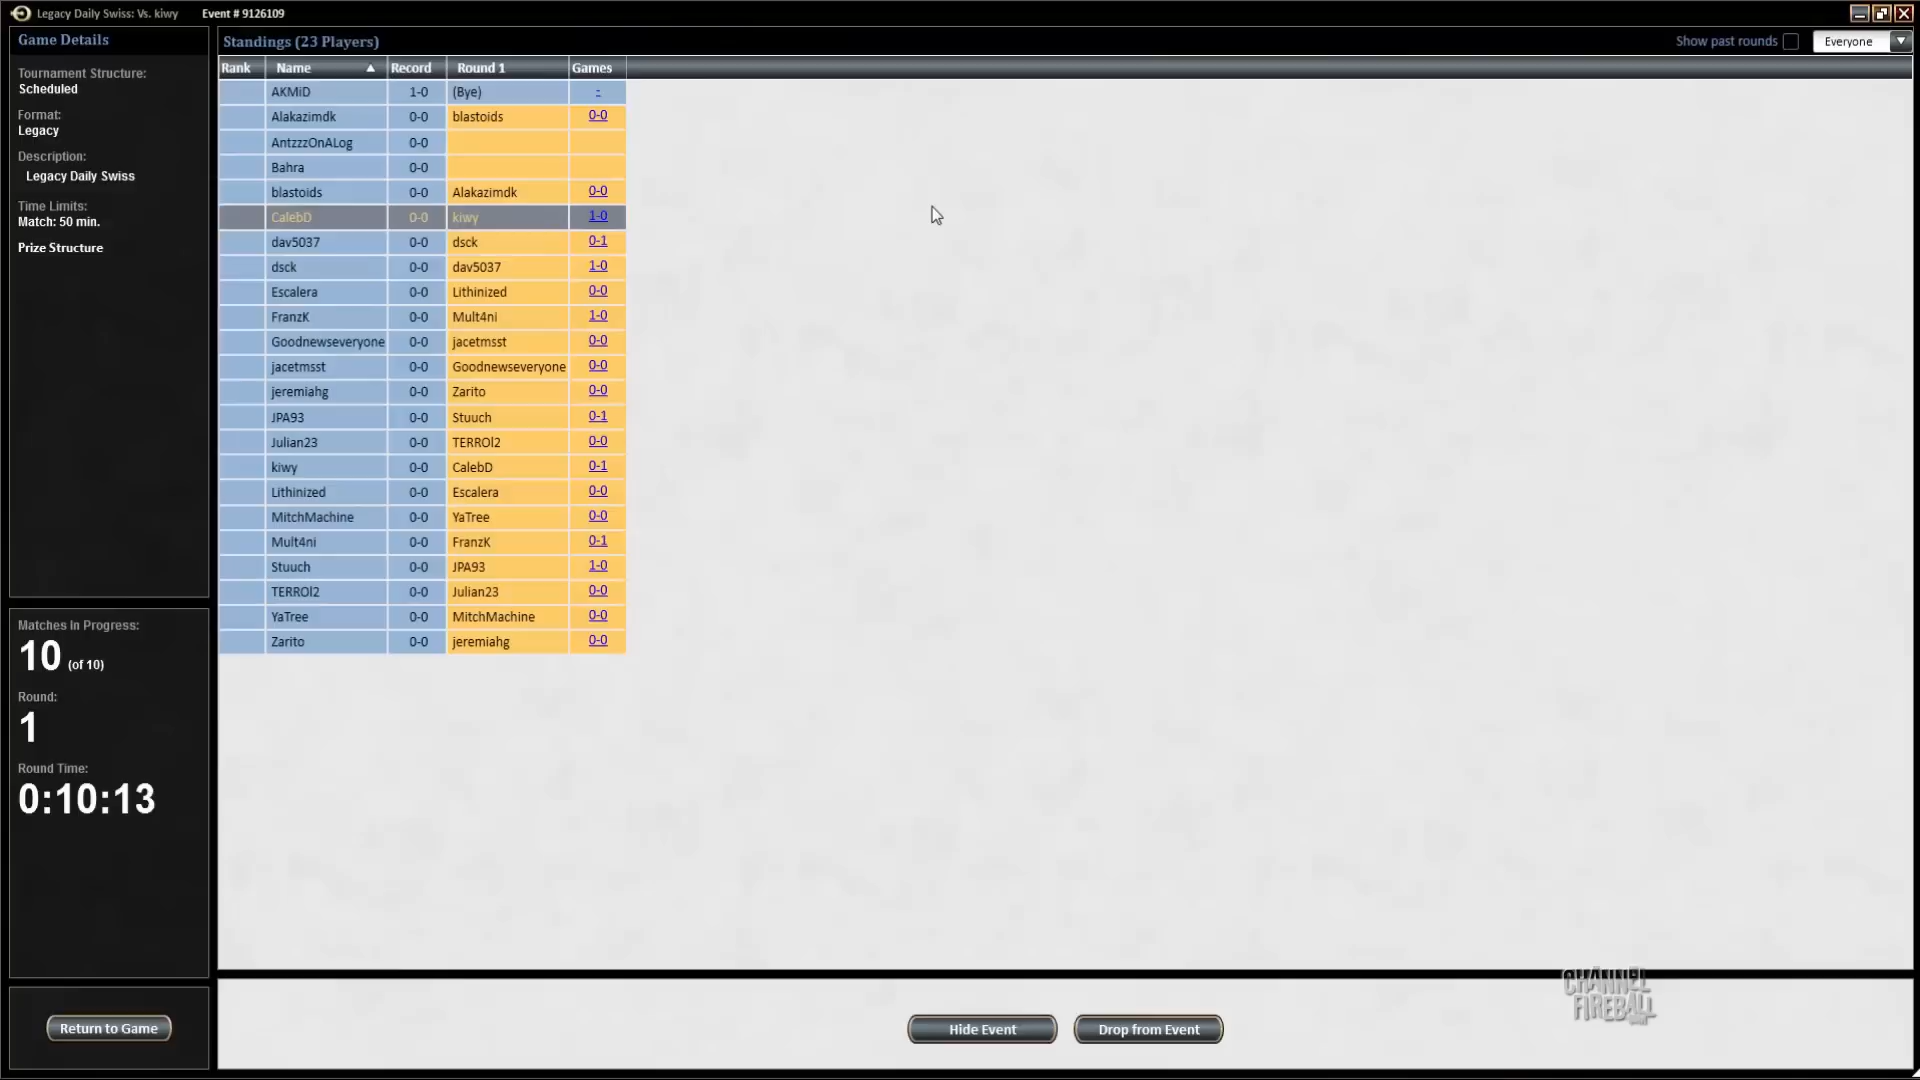 Legacy Daily Swiss: Vs. kiwy Event # 9126109
Game Details
Tournament Structure:
Scheduled
Format:
Legacy
Description:
Legacy Daily Swiss
Time Limits:
Match: 50 min.
Prize Structure
Matches In Progress:
10 (of 10)
Round:
1
Round Time:
0:10:13
Return to Game
Standings (23 Players)
Show past rounds Everyone
Rank Name Record Round 1 Games
AKMiD 1-0 (Bye) -
Alakazimdk 0-0 blastoids 0-0
AntzzzOnALog 0-0
Bahra 0-0
blastoids 0-0 Alakazimdk 0-0
CalebD 0-0 kiwy 1-0
dav5037 0-0 dsck 0-1
dsck 0-0 dav5037 1-0
Escalera 0-0 Lithinized 0-0
FranzK 0-0 Mult4ni 1-0
Goodnewseveryone 0-0 jacetmsst 0-0
jacetmsst 0-0 Goodnewseveryone 0-0
jeremiahg 0-0 Zarito 0-0
JPA93 0-0 Stuuch 0-1
Julian23 0-0 TERROl2 0-0
kiwy 0-0 CalebD 0-1
Lithinized 0-0 Escalera 0-0
MitchMachine 0-0 YaTree 0-0
Mult4ni 0-0 FranzK 0-1
Stuuch 0-0 JPA93 1-0
TERROl2 0-0 Julian23 0-0
YaTree 0-0 MitchMachine 0-0
Zarito 0-0 jeremiahg 0-0
Hide Event Drop from Event
CHANNEL
FIREBALL